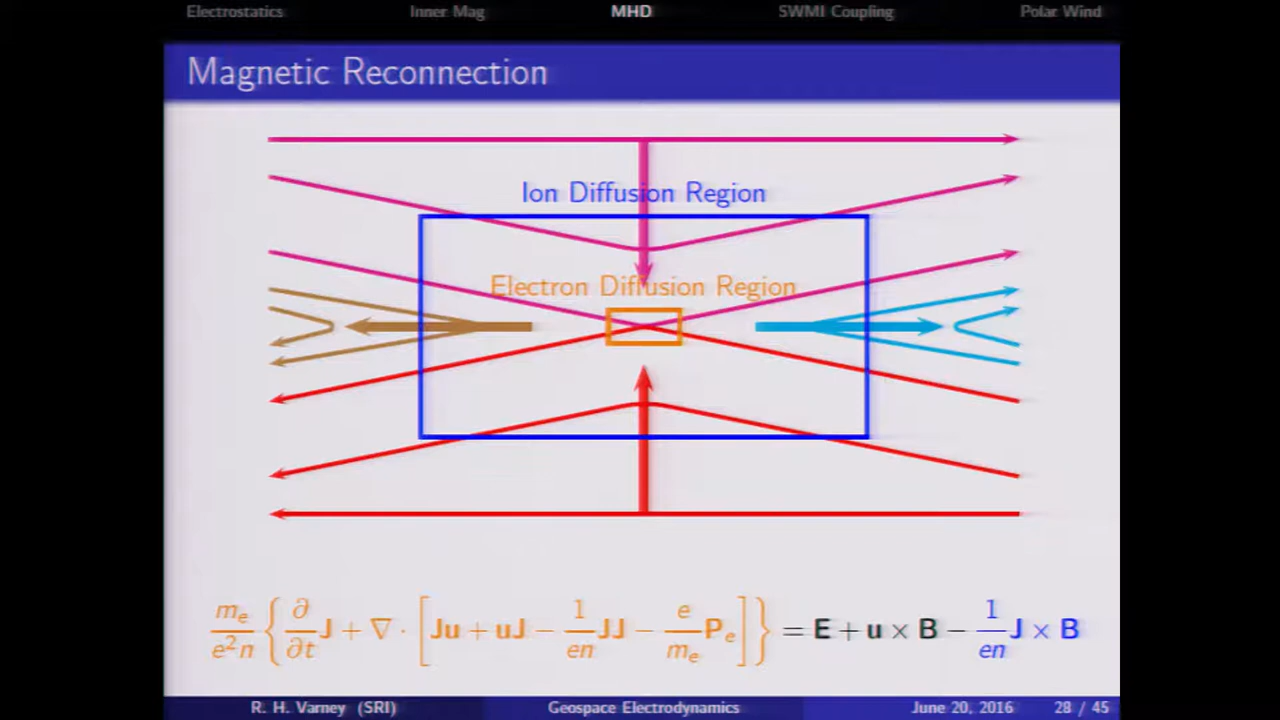 Electrostatics Inner Mag MHD SWMI Coupling Polar Wind
Magnetic Reconnection
Ion Diffusion Region
Electron Diffusion Region
m_e/e²n { ∂/∂t J + ∇ · [ Ju + uJ − 1/en JJ − e/m_e P_e ] } = E + u × B − 1/en J × B
R. H. Varney (SRI) Geospace Electrodynamics June 20, 2016 28 / 45